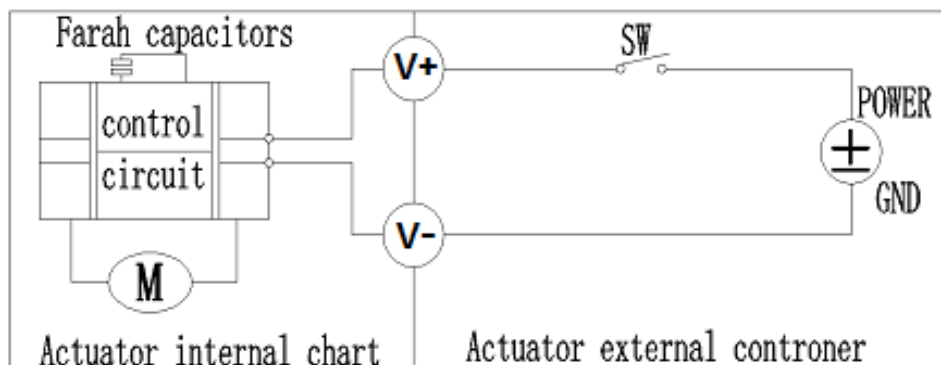 Farah capacitors
control
circuit
M
Actuator internal chart
V+
V-
SW
POWER
GND
Actuator external controner